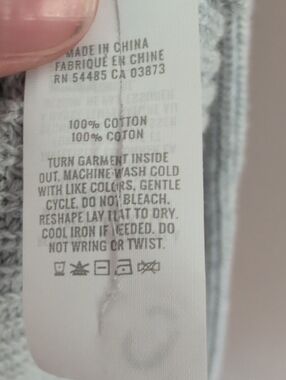 MADE IN CHINA
FABRIQUÉ EN CHINE
RN 54485 CA 03873
100% COTTON
100% COTON
TURN GARMENT INSIDE
OUT. MACHINE WASH COLD
WITH LIKE COLORS, GENTLE
CYCLE. DO NOT BLEACH.
RESHAPE LAY FLAT TO DRY.
COOL IRON IF NEEDED. DO
NOT WRING OR TWIST.